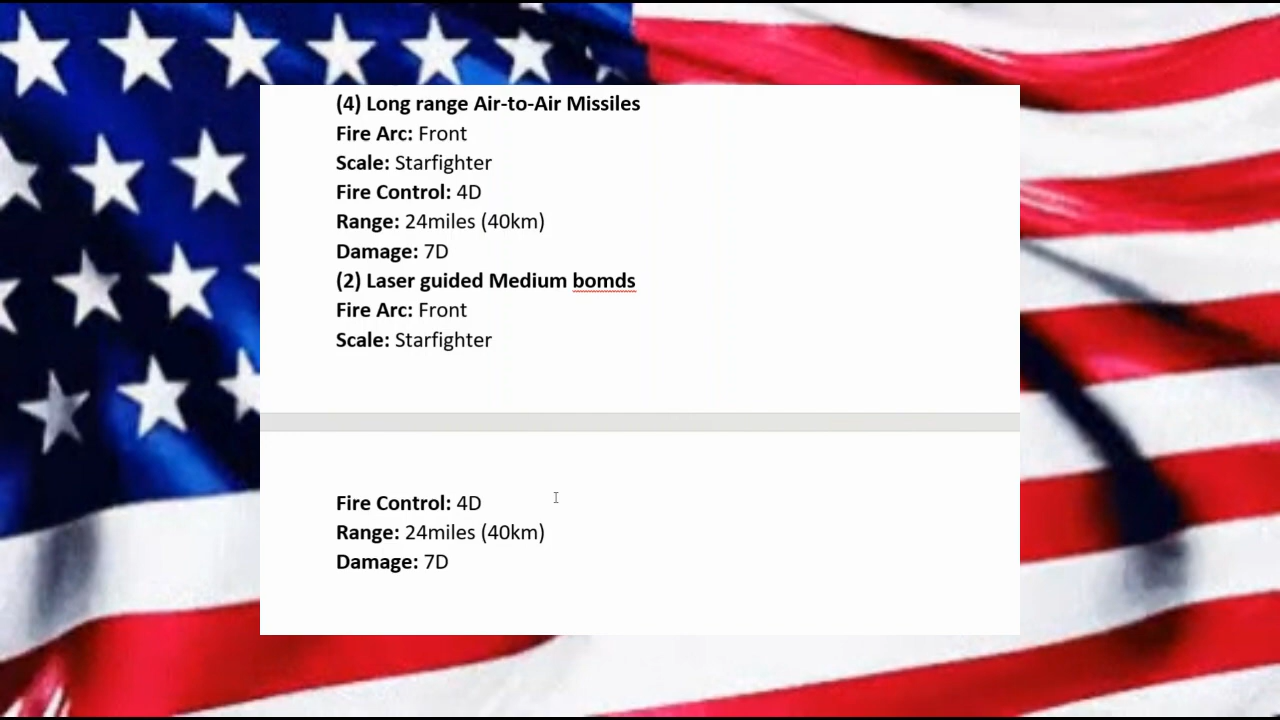 (4) Long range Air-to-Air Missiles
Fire Arc: Front
Scale: Starfighter
Fire Control: 4D
Range: 24miles (40km)
Damage: 7D
(2) Laser guided Medium bomds
Fire Arc: Front
Scale: Starfighter
Fire Control: 4D
Range: 24miles (40km)
Damage: 7D